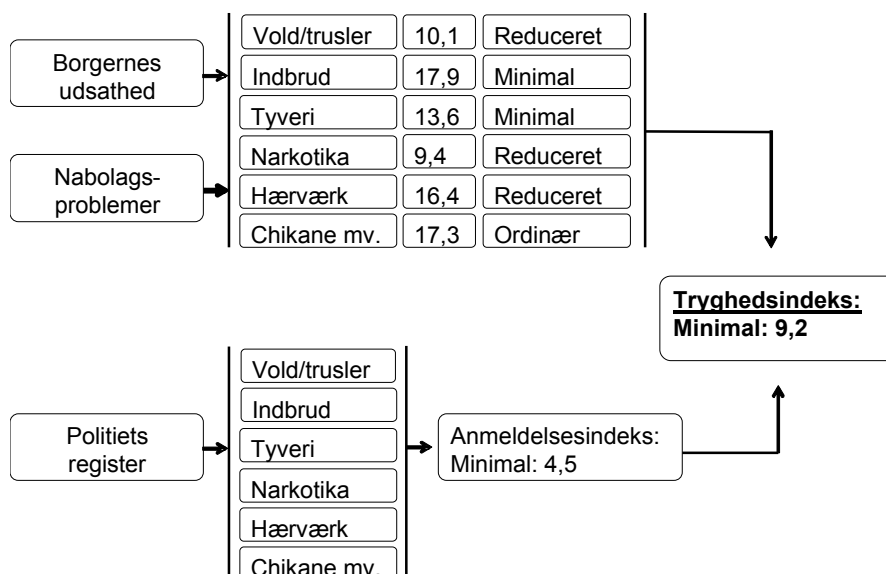 Borgernes
udsathed
Nabolags-
problemer
Vold/trusler 10,1 Reduceret
Indbrud 17,9 Minimal
Tyveri 13,6 Minimal
Narkotika 9,4 Reduceret
Hærværk 16,4 Reduceret
Chikane mv. 17,3 Ordinær
Tryghedsindeks:
Minimal: 9,2
Politiets
register
Vold/trusler
Indbrud
Tyveri
Narkotika
Hærværk
Chikane mv.
Anmeldelsesindeks:
Minimal: 4,5